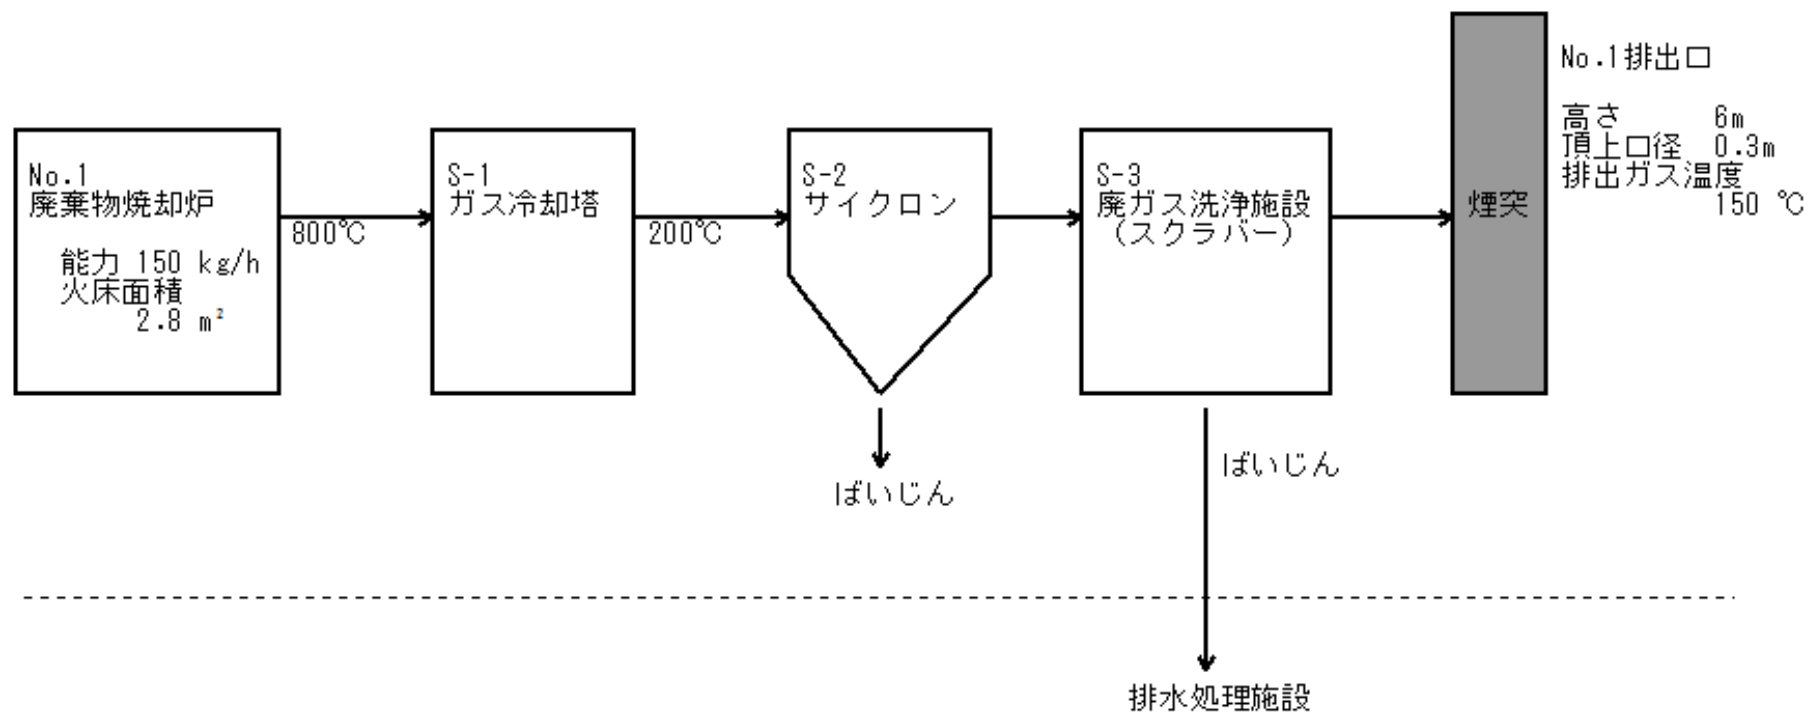 No.1排出口
高さ 6m
頂上口径 0.3m
排出ガス温度
150 ℃
No.1
廃棄物焼却炉
能力 150 kg/h
火床面積
2.8 m²
800℃
S-1
ガス冷却塔
200℃
S-2
サイクロン
S-3
廃ガス洗浄施設
(スクラバー)
煙突
ばいじん
ばいじん
排水処理施設